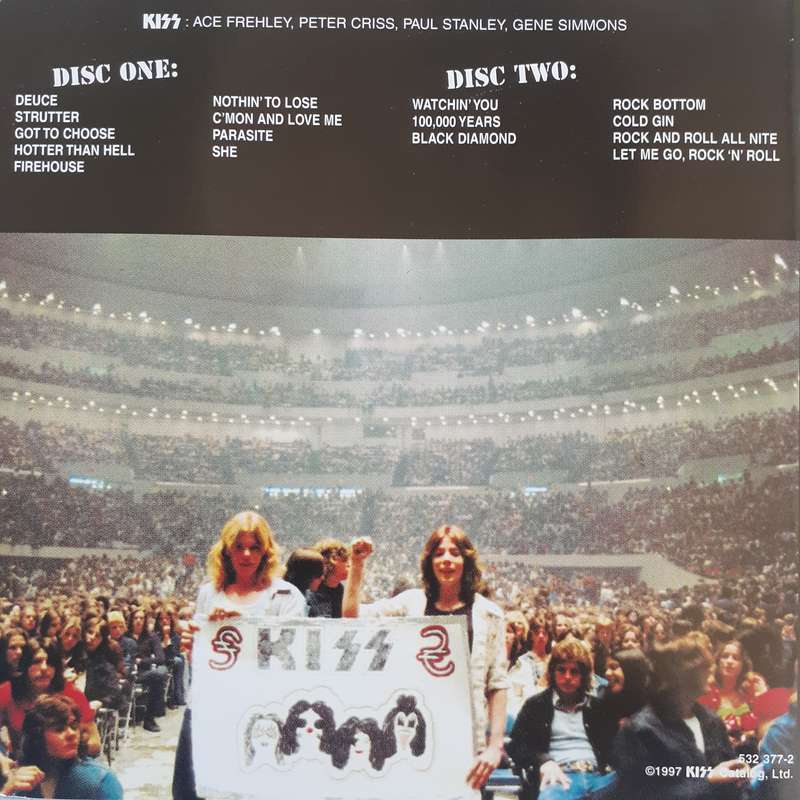 KISS : ACE FREHLEY, PETER CRISS, PAUL STANLEY, GENE SIMMONS
DISC ONE:
DEUCE
STRUTTER
GOT TO CHOOSE
HOTTER THAN HELL
FIREHOUSE
NOTHIN' TO LOSE
C'MON AND LOVE ME
PARASITE
SHE
DISC TWO:
WATCHIN' YOU
100,000 YEARS
BLACK DIAMOND
ROCK BOTTOM
COLD GIN
ROCK AND ROLL ALL NITE
LET ME GO, ROCK 'N' ROLL
KISS
532 377-2
©1997 KISS Catalog, Ltd.